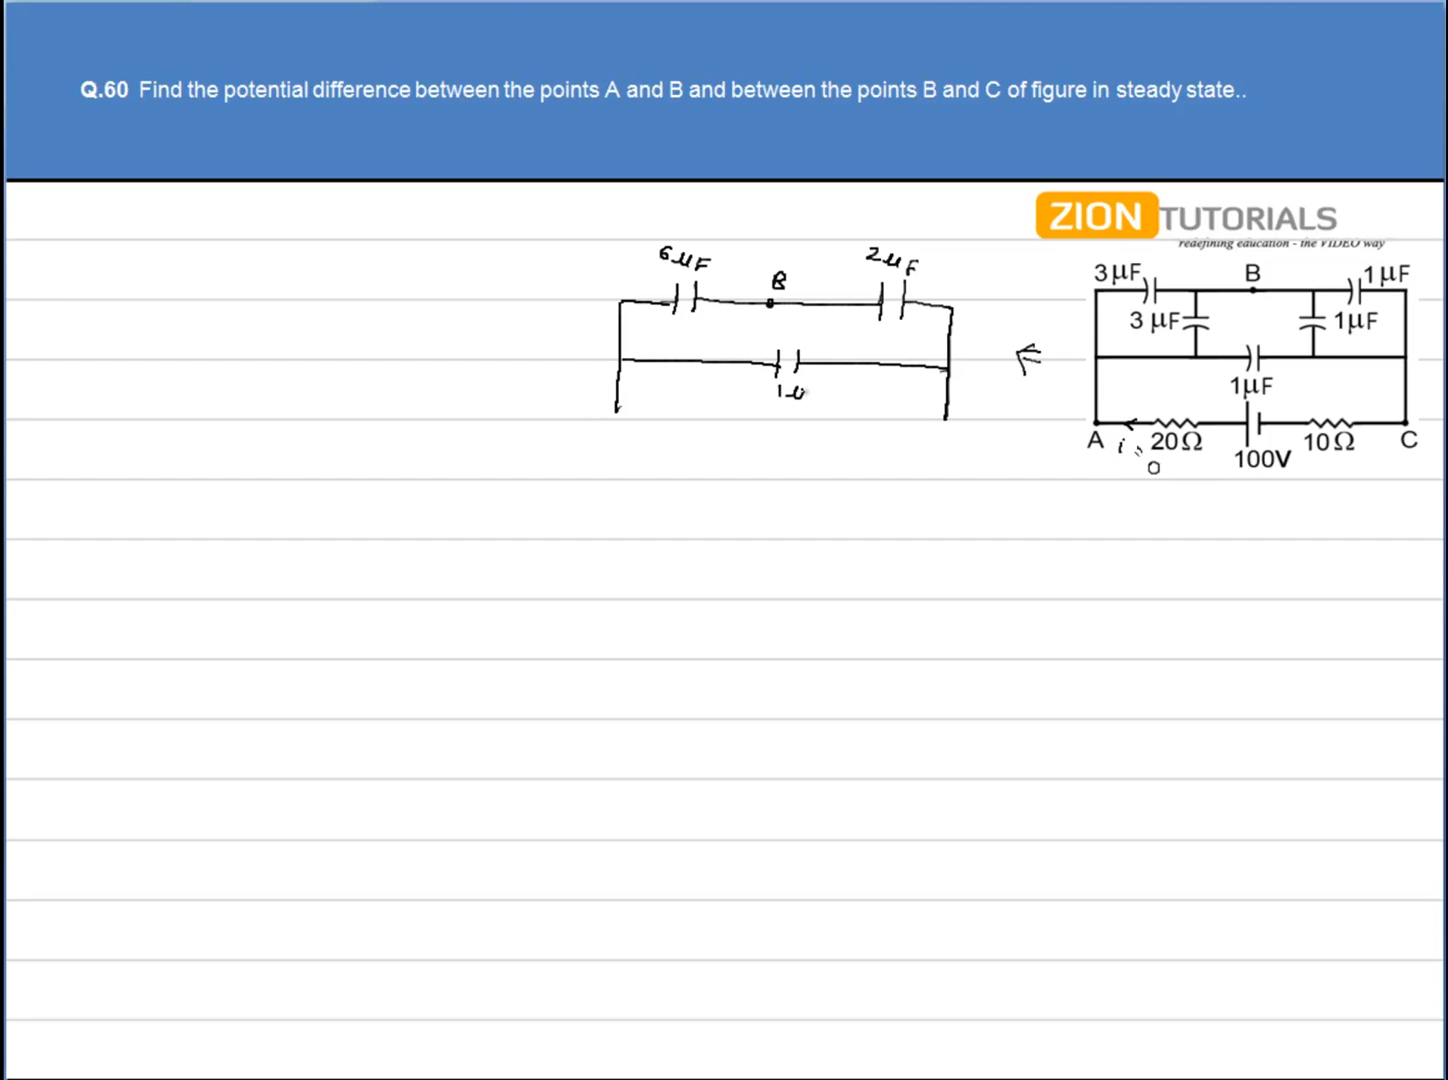 Q.60 Find the potential difference between the points A and B and between the points B and C of figure in steady state..
ZION TUTORIALS
redefining education - the VIDEO way
6μF
B
2μF
1μ
3μF
B
1μF
3 μF
1μF
1μF
A
i =
0
20Ω
100V
10Ω
C